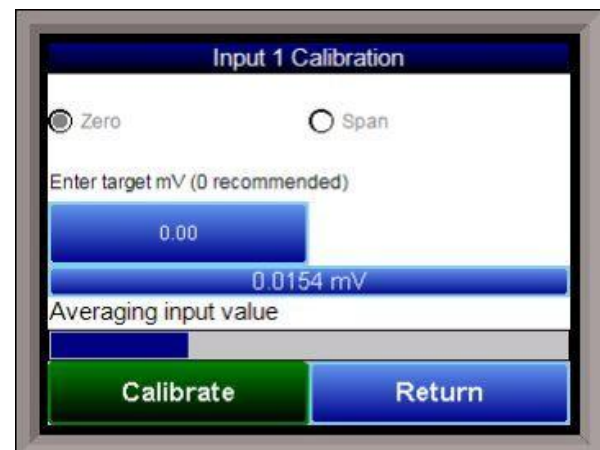 Input 1 Calibration
Zero Span
Enter target mV (0 recommended)
0.00
0.0154 mV
Averaging input value
Calibrate Return